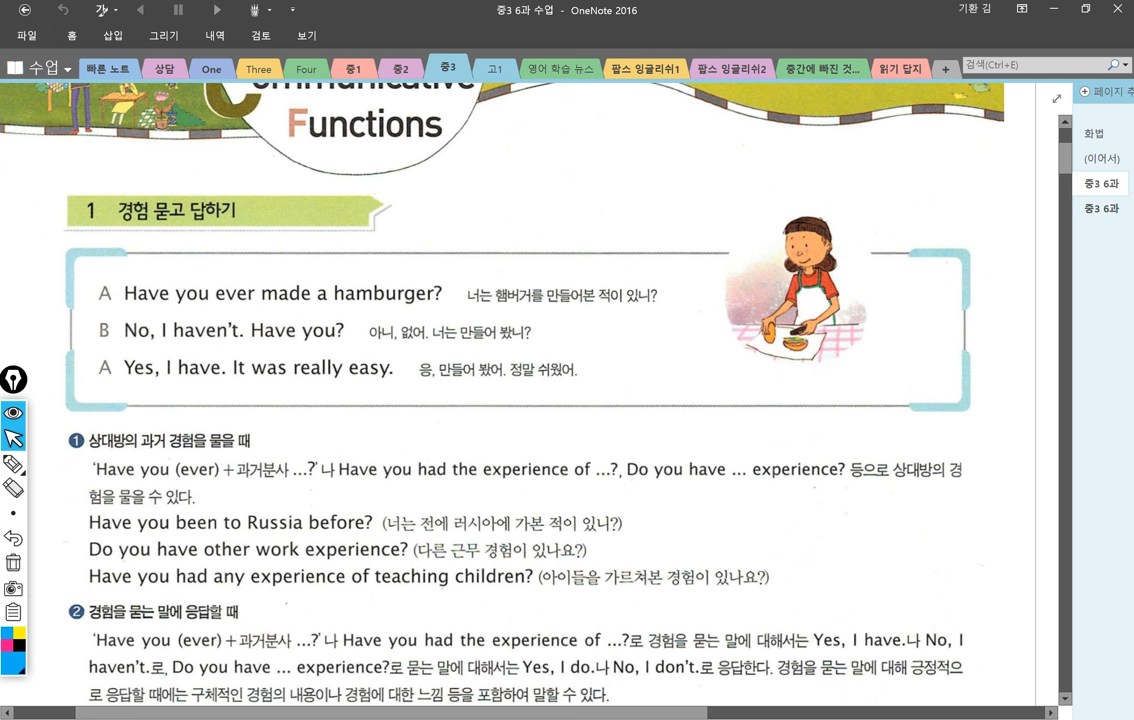 중3 6과 수업 - OneNote 2016
기환 김
파일 홈 삽입 그리기 내역 검토 보기
수업 빠른 노트 상담 One Three Four 중1 중2 중3 고1 영어 학습 뉴스 팝스 잉글리쉬1 팝스 잉글리쉬2 중간에 빠진 것... 읽기 답지 + 검색(Ctrl+E)
페이지 추
화법
(이어서)
중3 6과
중3 6과
Communicative
Functions
1 경험 묻고 답하기
A Have you ever made a hamburger? 너는 햄버거를 만들어본 적이 있니?
B No, I haven't. Have you? 아니, 없어. 너는 만들어 봤니?
A Yes, I have. It was really easy. 응, 만들어 봤어. 정말 쉬웠어.
1 상대방의 과거 경험을 물을 때
'Have you (ever)+과거분사 ...?'나 Have you had the experience of ...?, Do you have ... experience? 등으로 상대방의 경
험을 물을 수 있다.
Have you been to Russia before? (너는 전에 러시아에 가본 적이 있니?)
Do you have other work experience? (다른 근무 경험이 있나요?)
Have you had any experience of teaching children? (아이들을 가르쳐본 경험이 있나요?)
2 경험을 묻는 말에 응답할 때
'Have you (ever)+과거분사 ...?'나 Have you had the experience of ...?로 경험을 묻는 말에 대해서는 Yes, I have.나 No, I
haven't.로, Do you have ... experience?로 묻는 말에 대해서는 Yes, I do.나 No, I don't.로 응답한다. 경험을 묻는 말에 대해 긍정적으
로 응답할 때에는 구체적인 경험의 내용이나 경험에 대한 느낌 등을 포함하여 말할 수 있다.